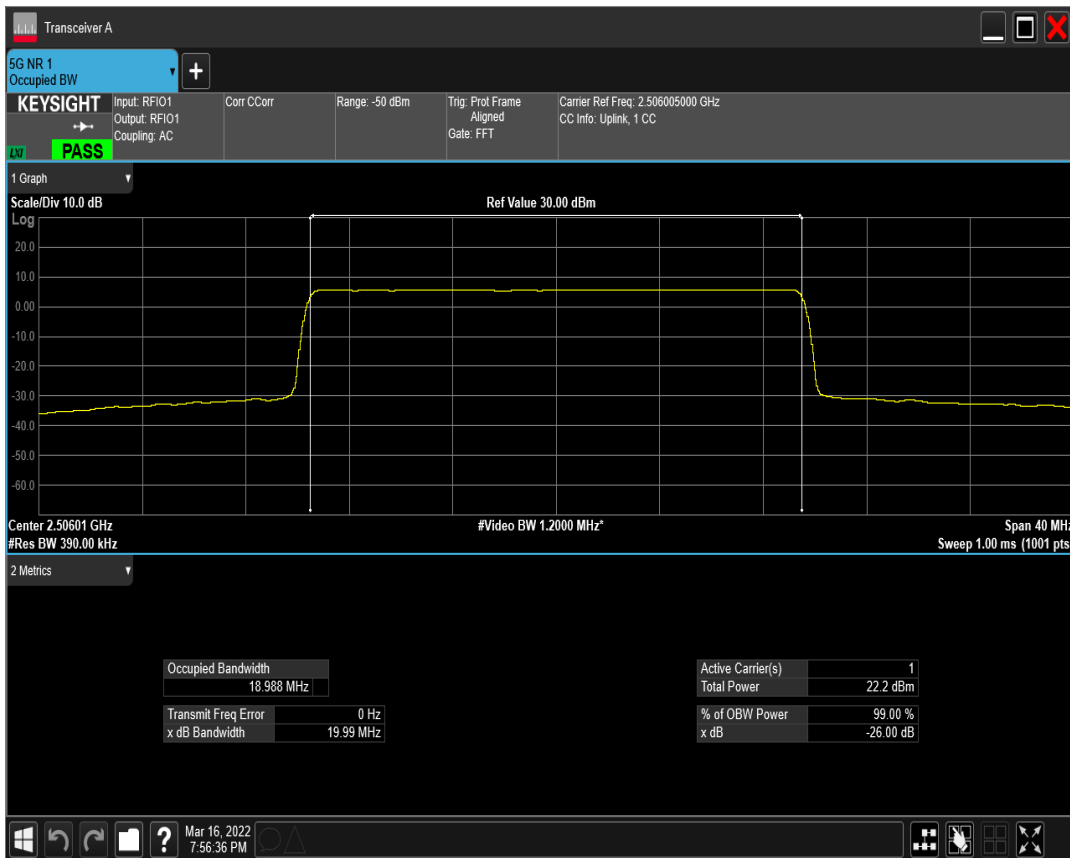 Transceiver A
5G NR 1
Occupied BW
+
KEYSIGHT
LXI
PASS
Input: RFIO1
Output: RFIO1
Coupling: AC
Corr CCorr
Range: -50 dBm
Trig: Prot Frame
Aligned
Gate: FFT
Carrier Ref Freq: 2.506005000 GHz
CC Info: Uplink, 1 CC
1 Graph
Scale/Div 10.0 dB
Ref Value 30.00 dBm
Log
20.0
10.0
0.00
-10.0
-20.0
-30.0
-40.0
-50.0
-60.0
Center 2.50601 GHz
#Video BW 1.2000 MHz*
Span 40 MHz
#Res BW 390.00 kHz
Sweep 1.00 ms (1001 pts
2 Metrics
Occupied Bandwidth
18.988 MHz
Transmit Freq Error 0 Hz
x dB Bandwidth 19.99 MHz
Active Carrier(s) 1
Total Power 22.2 dBm
% of OBW Power 99.00 %
x dB -26.00 dB
?
Mar 16, 2022
7:56:36 PM